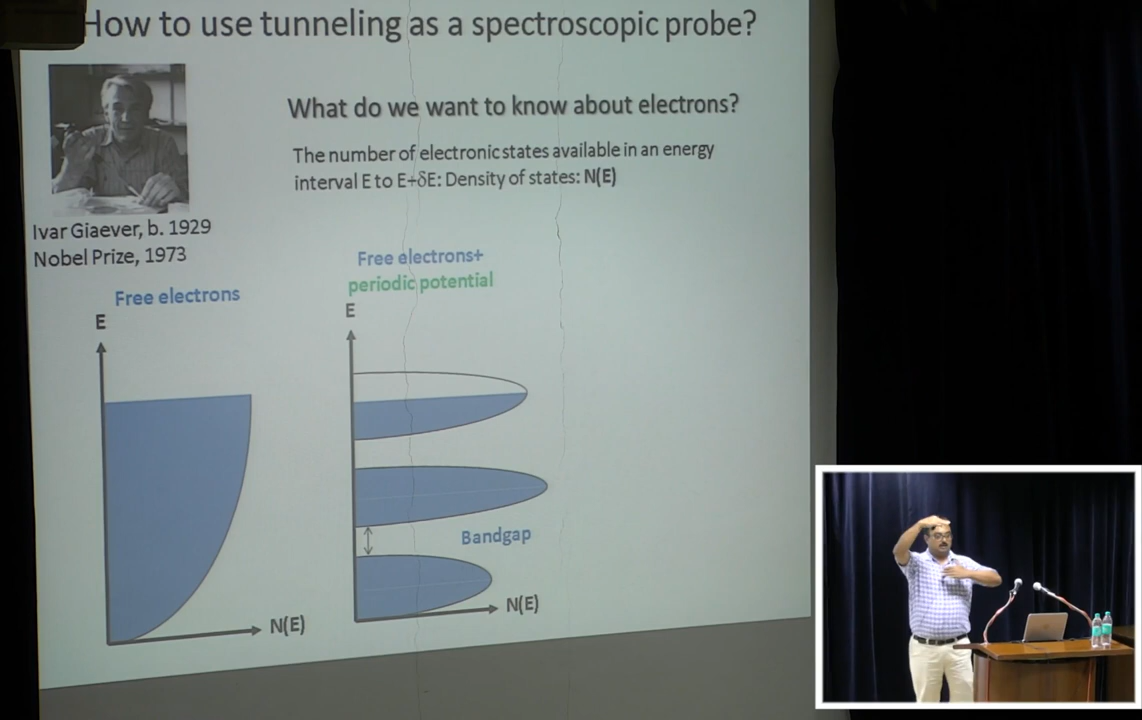 How to use tunneling as a spectroscopic probe?
What do we want to know about electrons?
The number of electronic states available in an energy
interval E to E+δE: Density of states: N(E)
Ivar Giaever, b. 1929
Nobel Prize, 1973
Free electrons
E
N(E)
Free electrons+
periodic potential
E
Bandgap
N(E)